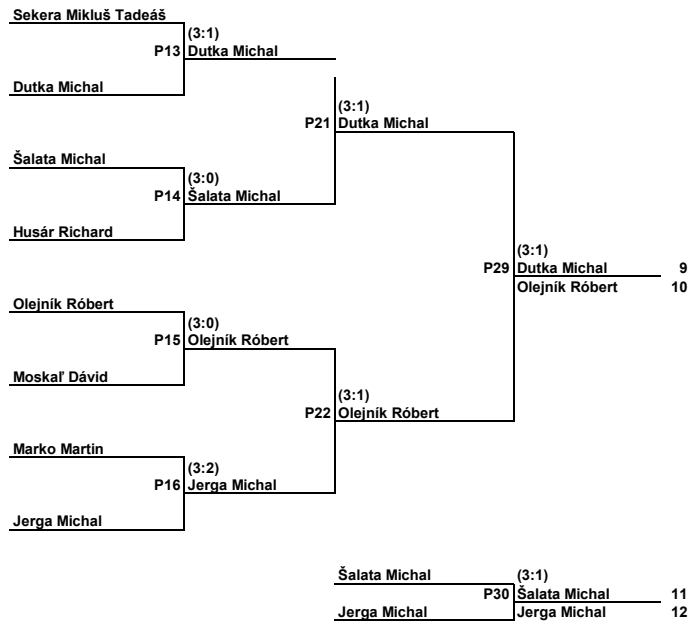 Sekera Mikluš Tadeáš
(3:1)
P13 Dutka Michal
Dutka Michal
(3:1)
P21 Dutka Michal
Šalata Michal
(3:0)
P14 Šalata Michal
Husár Richard
(3:1)
P29 Dutka Michal 9
Olejník Róbert 10
Olejník Róbert
(3:0)
P15 Olejník Róbert
Moskaľ Dávid
(3:1)
P22 Olejník Róbert
Marko Martin
(3:2)
P16 Jerga Michal
Jerga Michal
Šalata Michal (3:1)
P30 Šalata Michal 11
Jerga Michal Jerga Michal 12